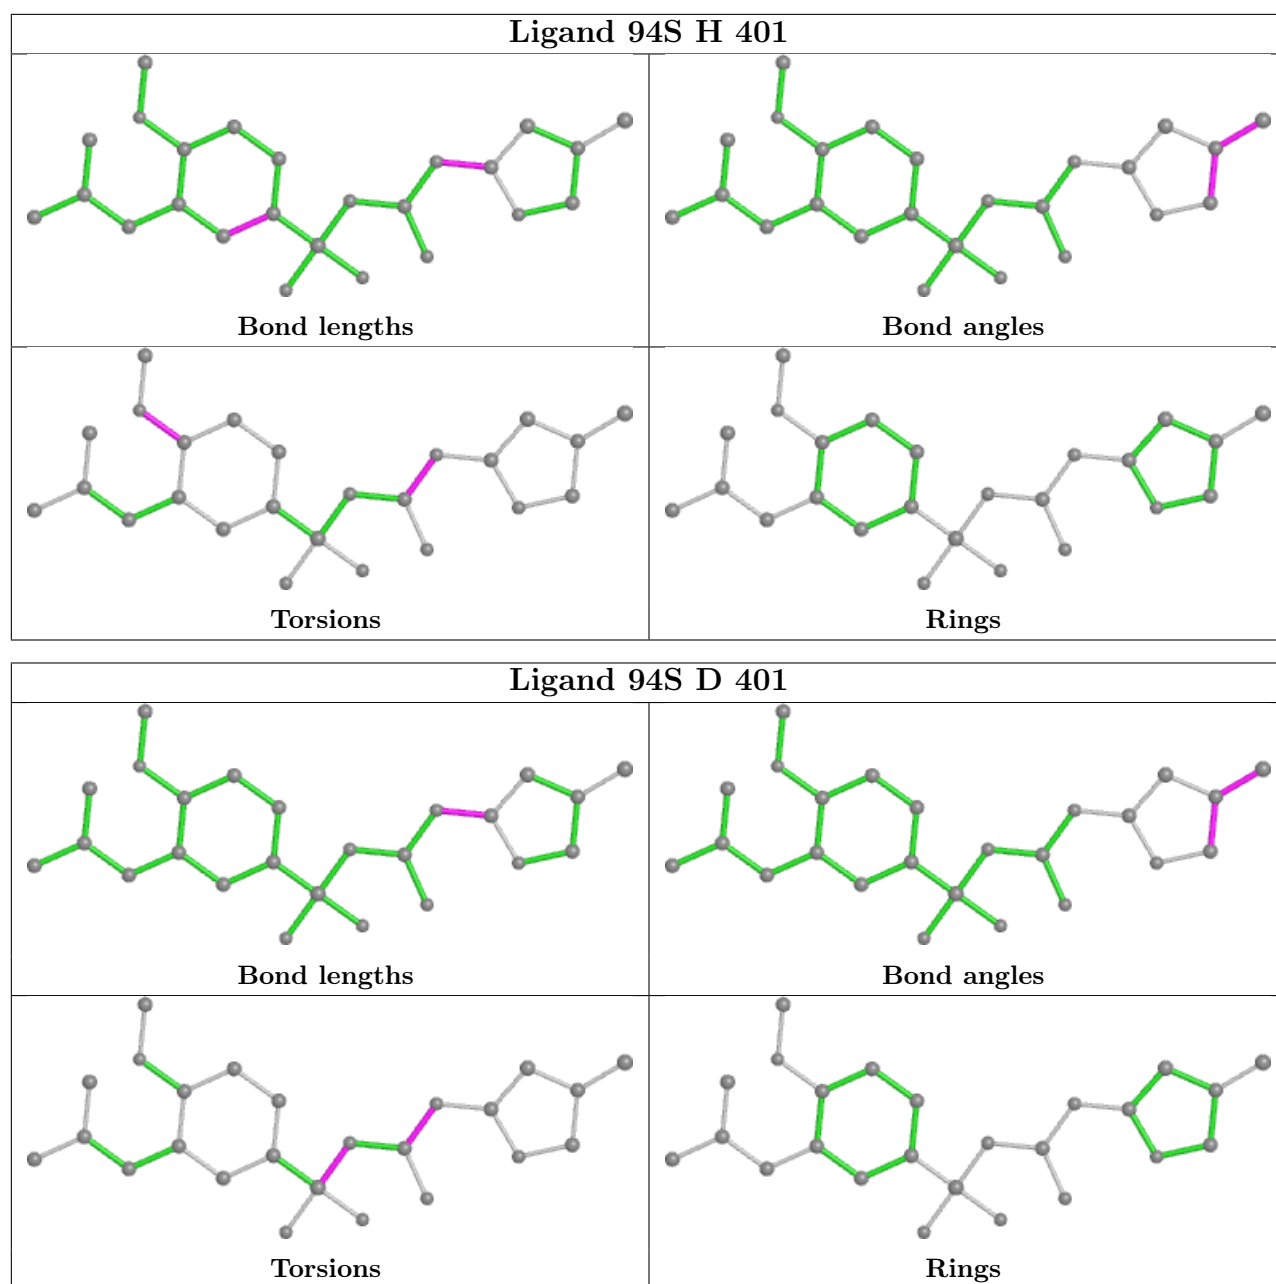 Ligand 94S H 401
Bond lengths
Bond angles
Torsions
Rings
Ligand 94S D 401
Bond lengths
Bond angles
Torsions
Rings